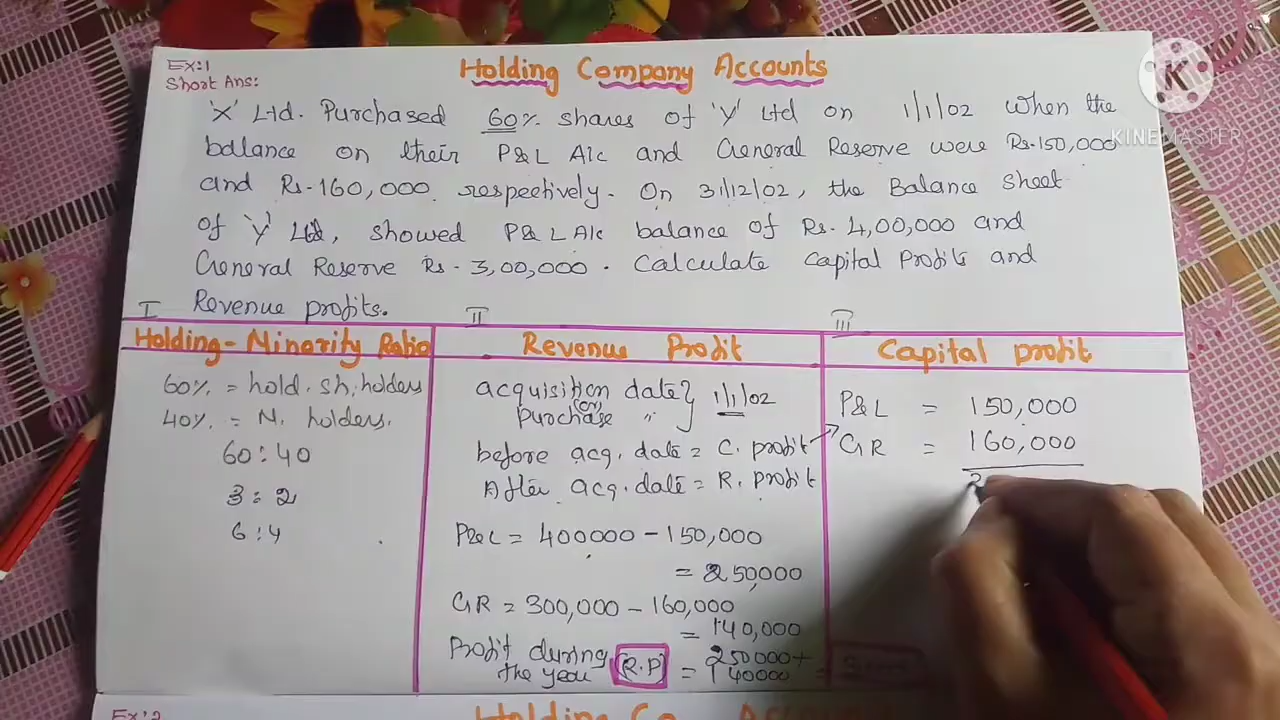 Ex:1
Short Ans:
Holding Company Accounts
K
KINEMASTER
'X' Ltd. Purchased 60% shares of 'Y' Ltd on 1/1/02 when the
balance on their P&L A/c and General Reserve were Rs.150,000
and Rs.160,000 respectively. On 31/12/02, the Balance sheet
of 'Y' Ltd, showed P&L A/c balance of Rs. 4,00,000 and
General Reserve Rs-3,00,000. Calculate Capital Profits and
Revenue profits.
I
Holding-Minority Ratio
60% = hold. sh. holders
40% = M. holders.
60:40
3:2
6:4
II
Revenue Profit
acquisition date} 1/1/02
(or)
Purchase "
before acq. date = C. profit
After acq. date = R. profit
P&L = 400000 - 150,000
= 250,000
GR = 300,000 - 160,000
= 140,000
Profit during
the year (R.P) = 250000+
140000 =
III
Capital profit
P&L = 150,000
GR = 160,000
Ex:2
Holding Co. Accounts